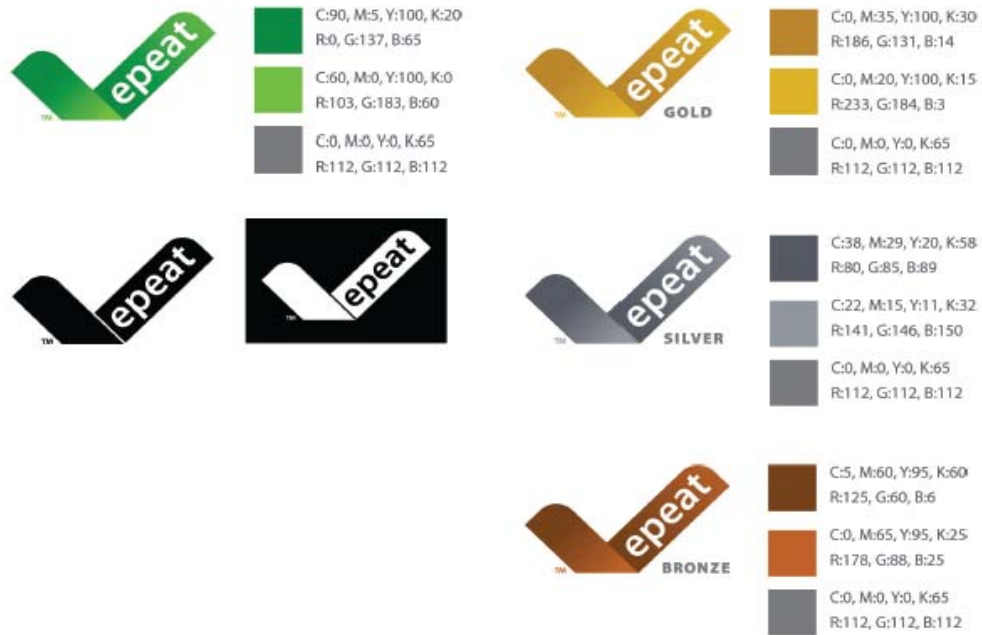 epeat
TM
C:90, M:5, Y:100, K:20
R:0, G:137, B:65
C:60, M:0, Y:100, K:0
R:103, G:183, B:60
C:0, M:0, Y:0, K:65
R:112, G:112, B:112
epeat
TM
GOLD
C:0, M:35, Y:100, K:30
R:186, G:131, B:14
C:0, M:20, Y:100, K:15
R:233, G:184, B:3
C:0, M:0, Y:0, K:65
R:112, G:112, B:112
epeat
TM
epeat
TM
epeat
TM
SILVER
C:38, M:29, Y:20, K:58
R:80, G:85, B:89
C:22, M:15, Y:11, K:32
R:141, G:146, B:150
C:0, M:0, Y:0, K:65
R:112, G:112, B:112
epeat
TM
BRONZE
C:5, M:60, Y:95, K:60
R:125, G:60, B:6
C:0, M:65, Y:95, K:25
R:178, G:88, B:25
C:0, M:0, Y:0, K:65
R:112, G:112, B:112